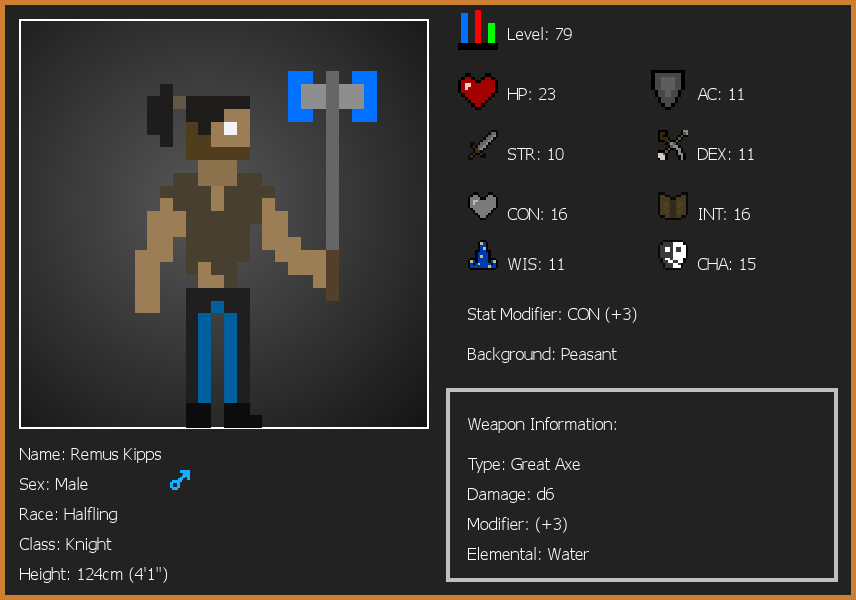 Level: 79
HP: 23
AC: 11
STR: 10
DEX: 11
CON: 16
INT: 16
WIS: 11
CHA: 15
Stat Modifier: CON (+3)
Background: Peasant
Weapon Information:
Type: Great Axe
Damage: d6
Modifier: (+3)
Elemental: Water
Name: Remus Kipps
Sex: Male
Race: Halfling
Class: Knight
Height: 124cm (4'1")